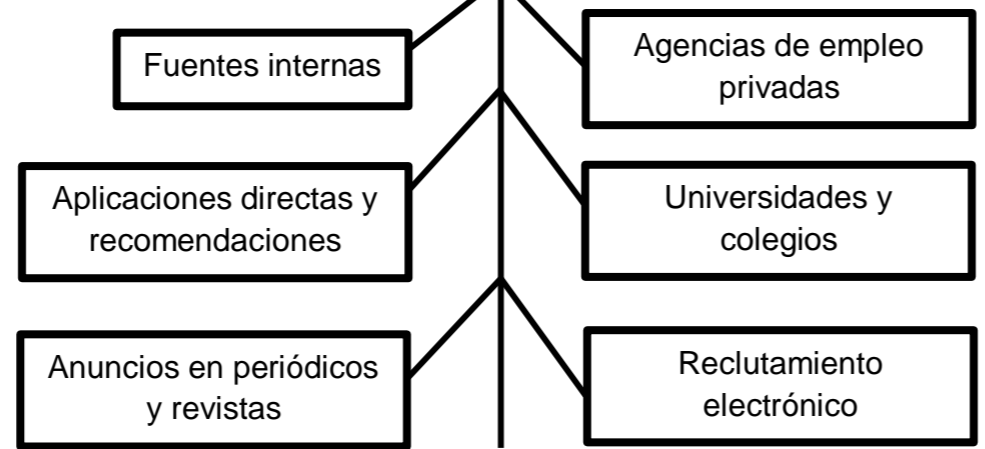 Fuentes internas
Agencias de empleo
privadas
Aplicaciones directas y
recomendaciones
Universidades y
colegios
Anuncios en periódicos
y revistas
Reclutamiento
electrónico